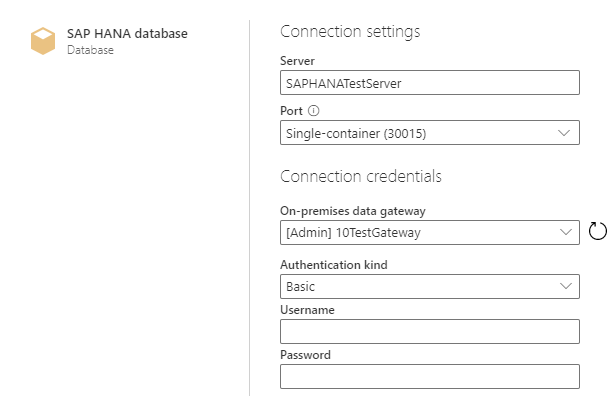 SAP HANA database
Database
Connection settings
Server
SAPHANATestServer
Port
Single-container (30015)
Connection credentials
On-premises data gateway
[Admin] 10TestGateway
Authentication kind
Basic
Username
Password